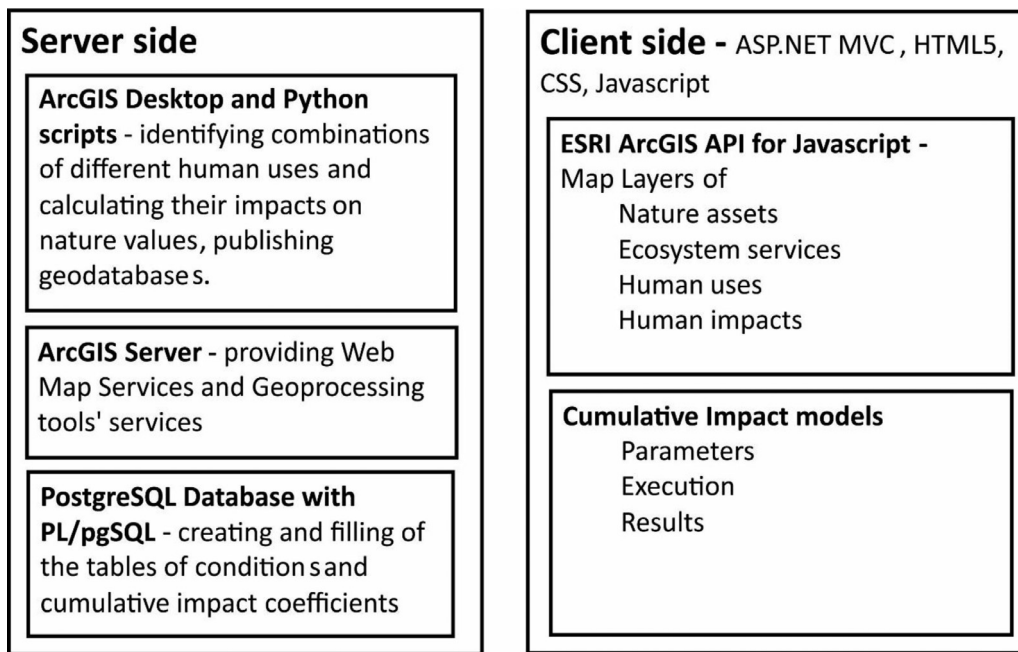 Server side
ArcGIS Desktop and Python
scripts - identifying combinations
of different human uses and
calculating their impacts on
nature values, publishing
geodatabases.
ArcGIS Server - providing Web
Map Services and Geoprocessing
tools' services
PostgreSQL Database with
PL/pgSQL - creating and filling of
the tables of conditions and
cumulative impact coefficients
Client side - ASP.NET MVC , HTML5,
CSS, Javascript
ESRI ArcGIS API for Javascript -
Map Layers of
Nature assets
Ecosystem services
Human uses
Human impacts
Cumulative Impact models
Parameters
Execution
Results